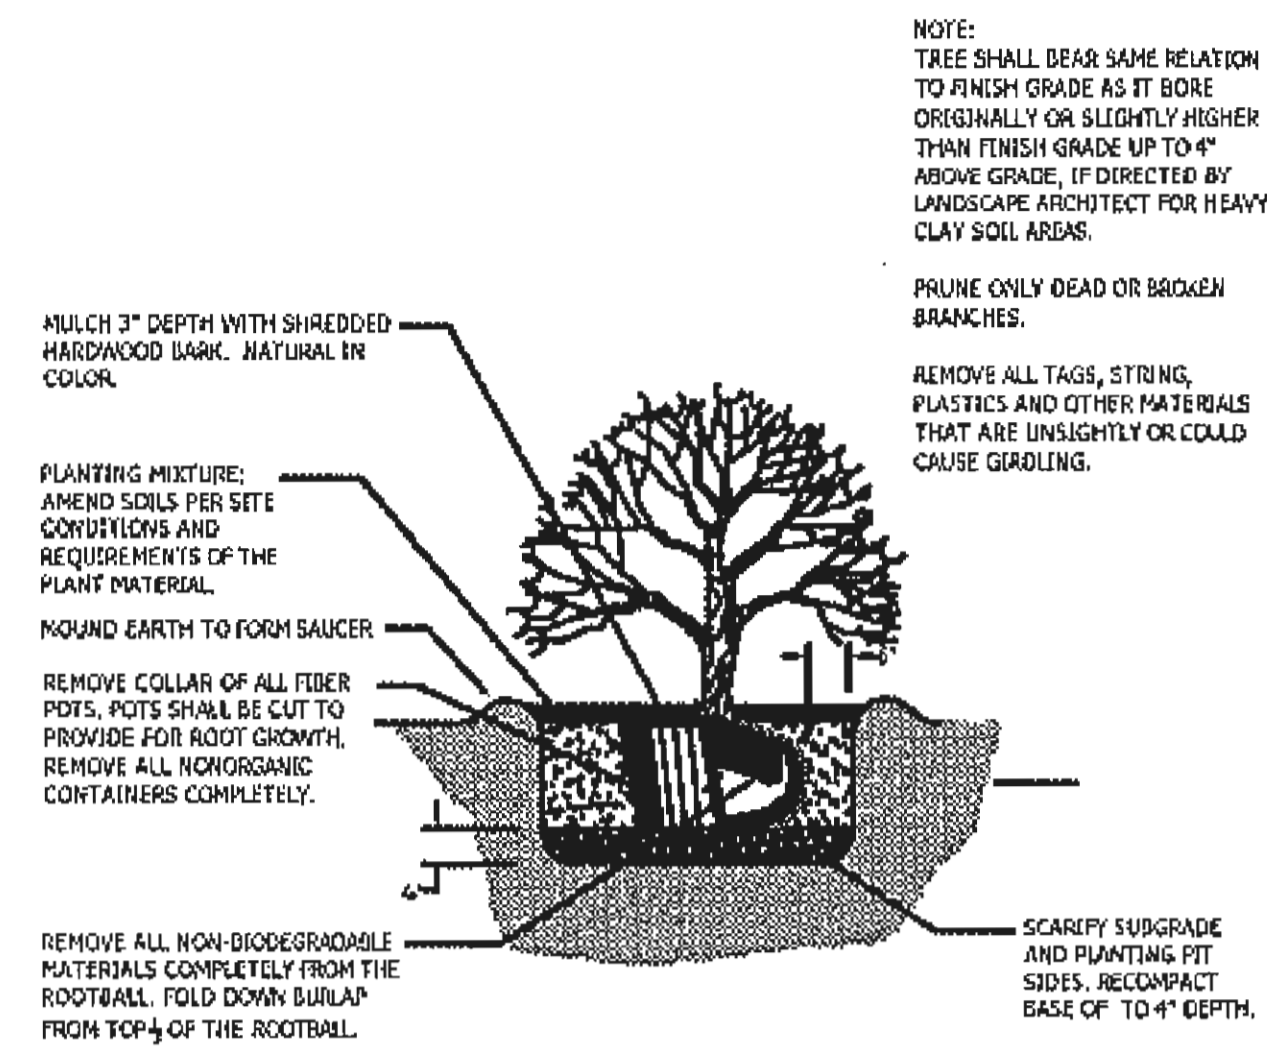 NOTE:
TREE SHALL BEAR SAME RELATION
TO FINISH GRADE AS IT BORE
ORIGINALLY OR SLIGHTLY HIGHER
THAN FINISH GRADE UP TO 4"
ABOVE GRADE, IF DIRECTED BY
LANDSCAPE ARCHITECT FOR HEAVY
CLAY SOIL AREAS.
PRUNE ONLY DEAD OR BROKEN
BRANCHES.
REMOVE ALL TAGS, STRING,
PLASTICS AND OTHER MATERIALS
THAT ARE UNSIGHTLY OR COULD
CAUSE GIRDLING.
MULCH 3" DEPTH WITH SHREDDED
HARDWOOD BARK. NATURAL IN
COLOR.
PLANTING MIXTURE:
AMEND SOILS PER SITE
CONDITIONS AND
REQUIREMENTS OF THE
PLANT MATERIAL.
MOUND EARTH TO FORM SAUCER
REMOVE COLLAR OF ALL FIBER
POTS. POTS SHALL BE CUT TO
PROVIDE FOR ROOT GROWTH.
REMOVE ALL NONORGANIC
CONTAINERS COMPLETELY.
REMOVE ALL NON-BIODEGRADABLE
MATERIALS COMPLETELY FROM THE
ROOTBALL. FOLD DOWN BURLAP
FROM TOP ⅓ OF THE ROOTBALL.
SCARIFY SUBGRADE
AND PLANTING PIT
SIDES. RECOMPACT
BASE OF TO 4" DEPTH.